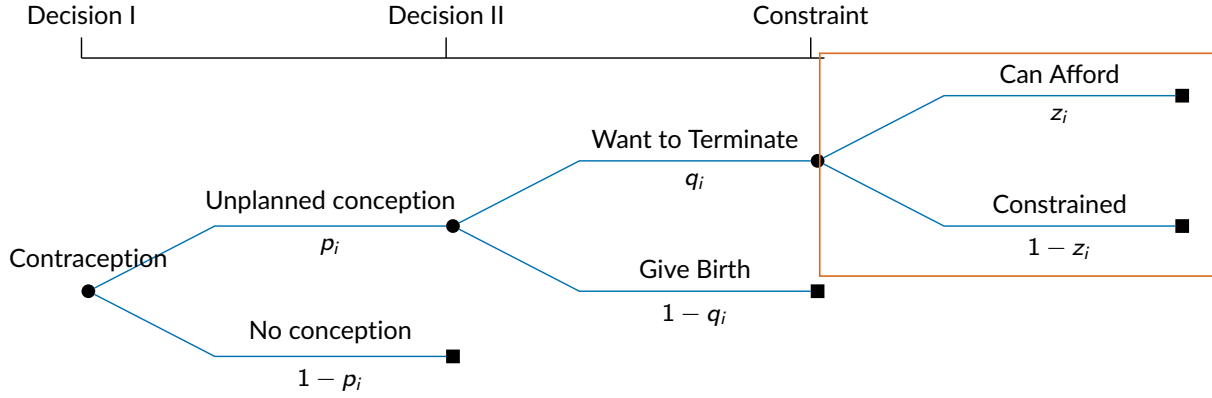 Decision I
Decision II
Constraint
Can Afford
z_i
Want to Terminate
q_i
Unplanned conception
p_i
Constrained
1 − z_i
Contraception
Give Birth
1 − q_i
No conception
1 − p_i